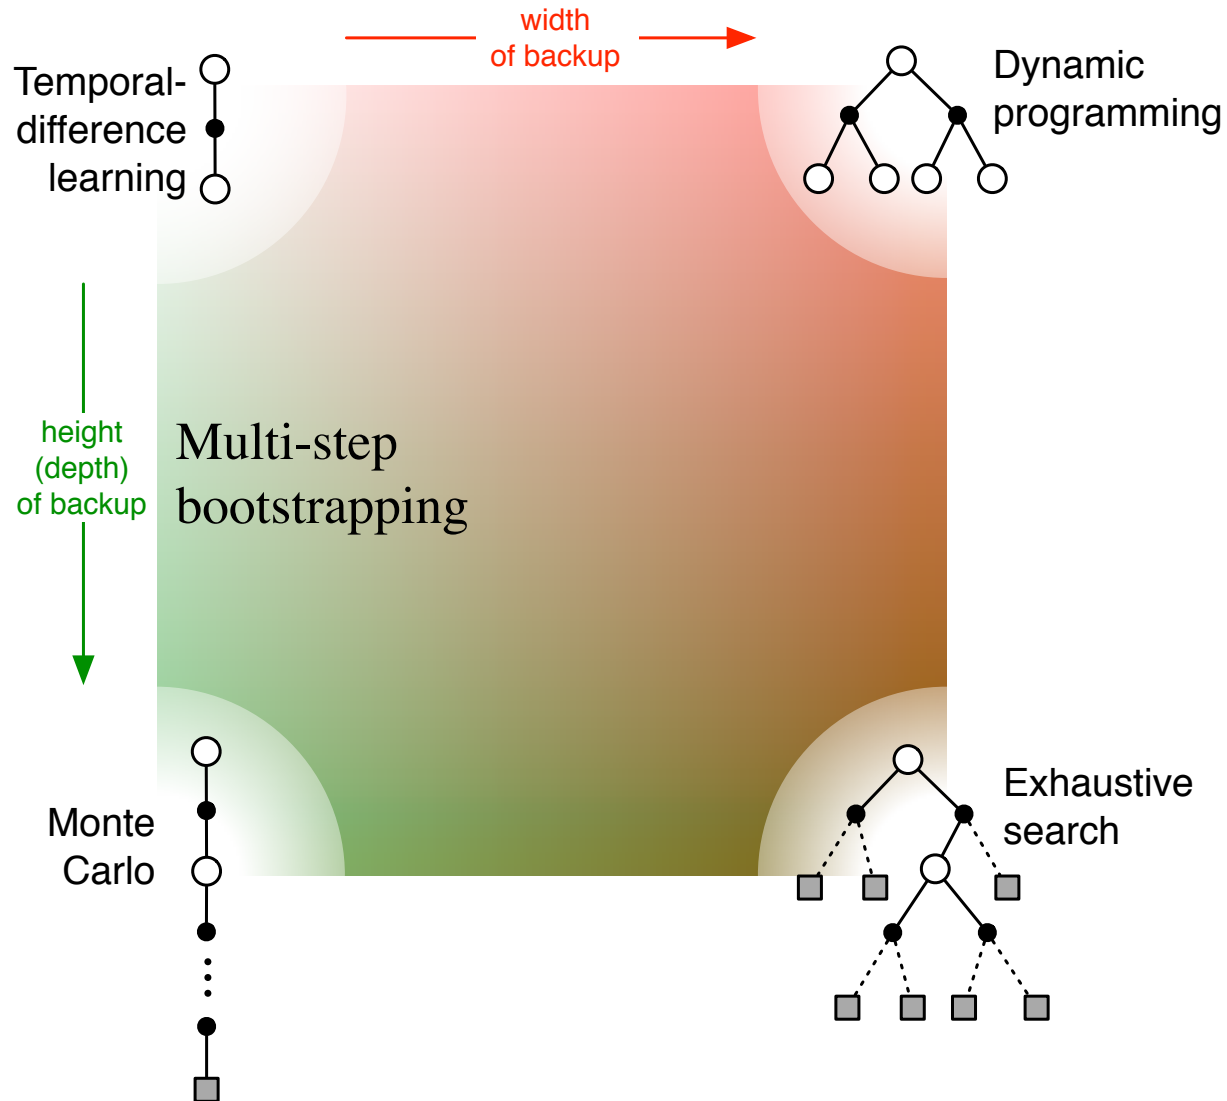 width
of backup
Temporal-
difference
learning
Dynamic
programming
height
(depth)
of backup
Multi-step
bootstrapping
Monte
Carlo
Exhaustive
search